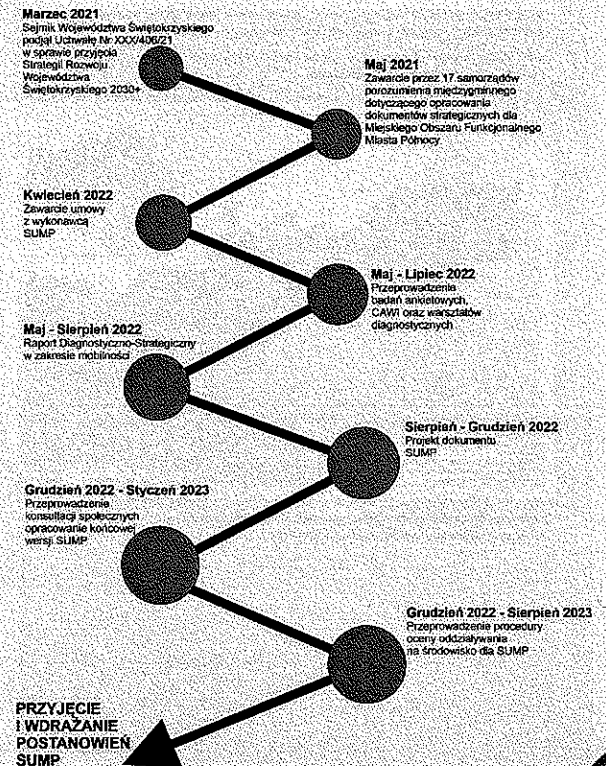 Marzec 2021
Sejmik Województwa Świętokrzyskiego
podjął Uchwałę Nr XXX/406/21
w sprawie przyjęcia
Strategii Rozwoju
Województwa
Świętokrzyskiego 2030+
Maj 2021
Zawarcie przez 17 samorządów
porozumienia międzygminnego
dotyczącego opracowania
dokumentów strategicznych dla
Miejskiego Obszaru Funkcjonalnego
Miasta Północy
Kwiecień 2022
Zawarcie umowy
z wykonawcą
SUMP
Maj - Lipiec 2022
Przeprowadzenie
badań ankietowych,
CAWI oraz warsztatów
diagnostycznych
Maj - Sierpień 2022
Raport Diagnostyczno-Strategiczny
w zakresie mobilności
Sierpień - Grudzień 2022
Projekt dokumentu
SUMP
Grudzień 2022 - Styczeń 2023
Przeprowadzenie
konsultacji społecznych
opracowanie końcowej
wersji SUMP
Grudzień 2022 - Sierpień 2023
Przeprowadzenie procedury
oceny oddziaływania
na środowisko dla SUMP
PRZYJĘCIE
I WDRAŻANIE
POSTANOWIEŃ
SUMP